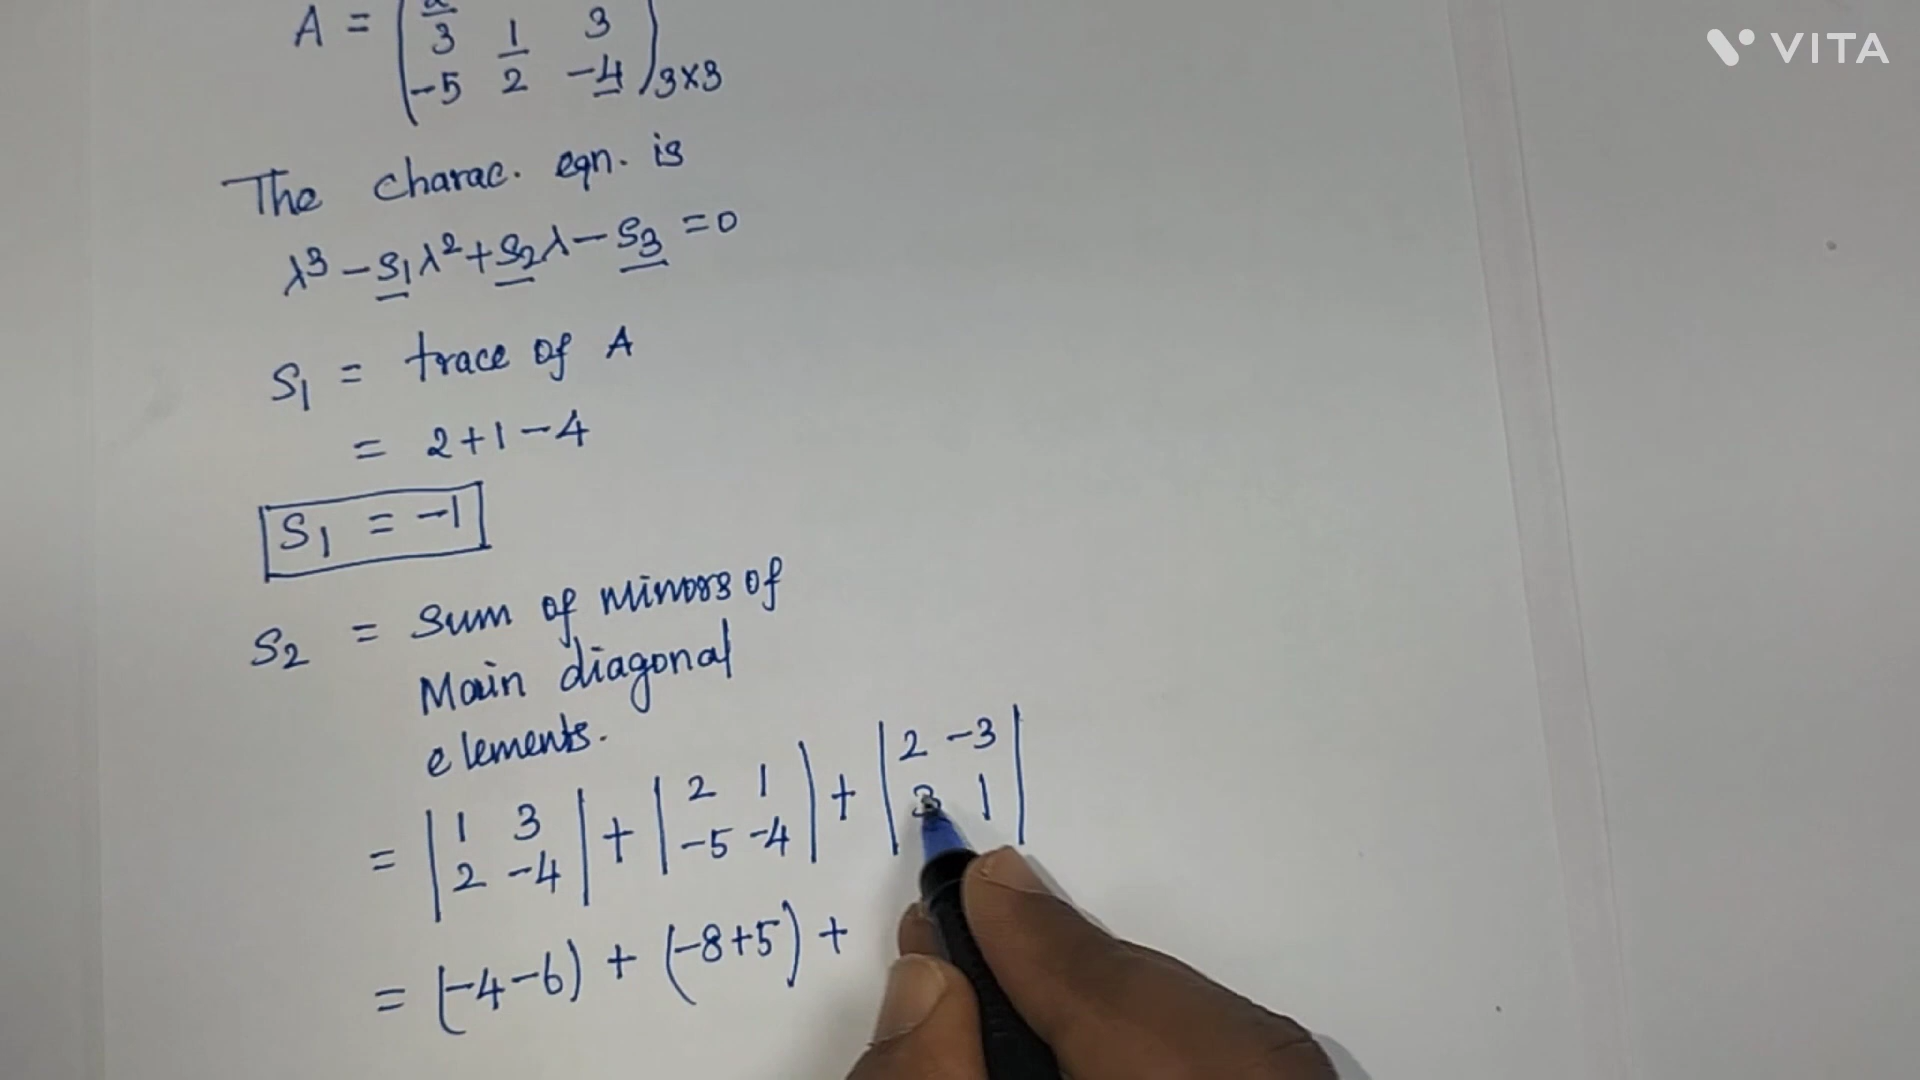 VITA
A = 3 1 3
-5 2 -4 3×3
The charac. eqn. is
λ³ - S₁λ² + S₂λ - S₃ = 0
S₁ = trace of A
= 2+1-4
S₁ = -1
S₂ = Sum of minors of
Main diagonal
elements.
= |1 3| + |2 1| + |2 -3|
|2 -4| |-5 -4| |3 1|
= (-4-6) + (-8+5) +